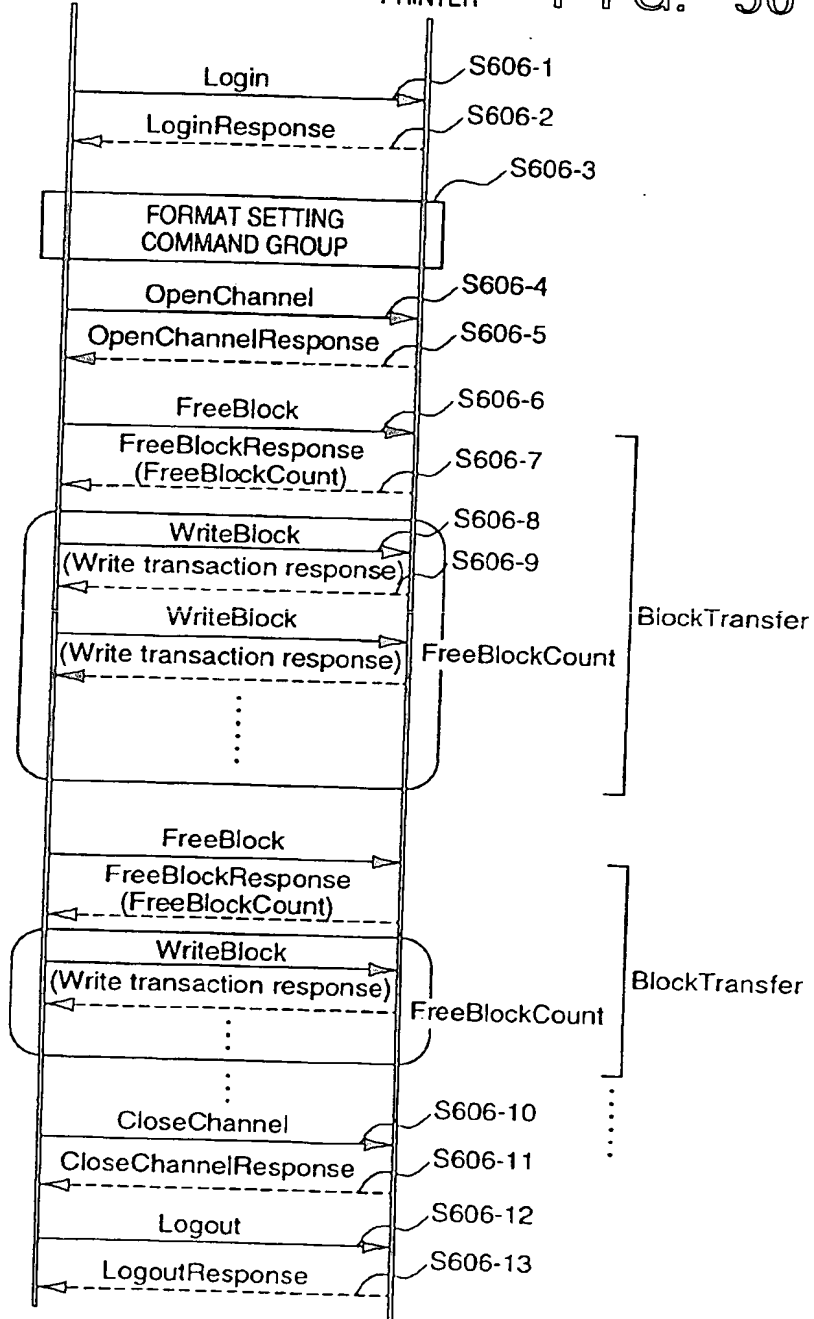 PRINTER
FIG. 30
Login
S606-1
LoginResponse
S606-2
S606-3
FORMAT SETTING
COMMAND GROUP
OpenChannel
S606-4
OpenChannelResponse
S606-5
FreeBlock
S606-6
FreeBlockResponse
(FreeBlockCount)
S606-7
WriteBlock
S606-8
(Write transaction response)
S606-9
WriteBlock
(Write transaction response)
FreeBlockCount
BlockTransfer
FreeBlock
FreeBlockResponse
(FreeBlockCount)
WriteBlock
(Write transaction response)
FreeBlockCount
BlockTransfer
CloseChannel
S606-10
CloseChannelResponse
S606-11
Logout
S606-12
LogoutResponse
S606-13